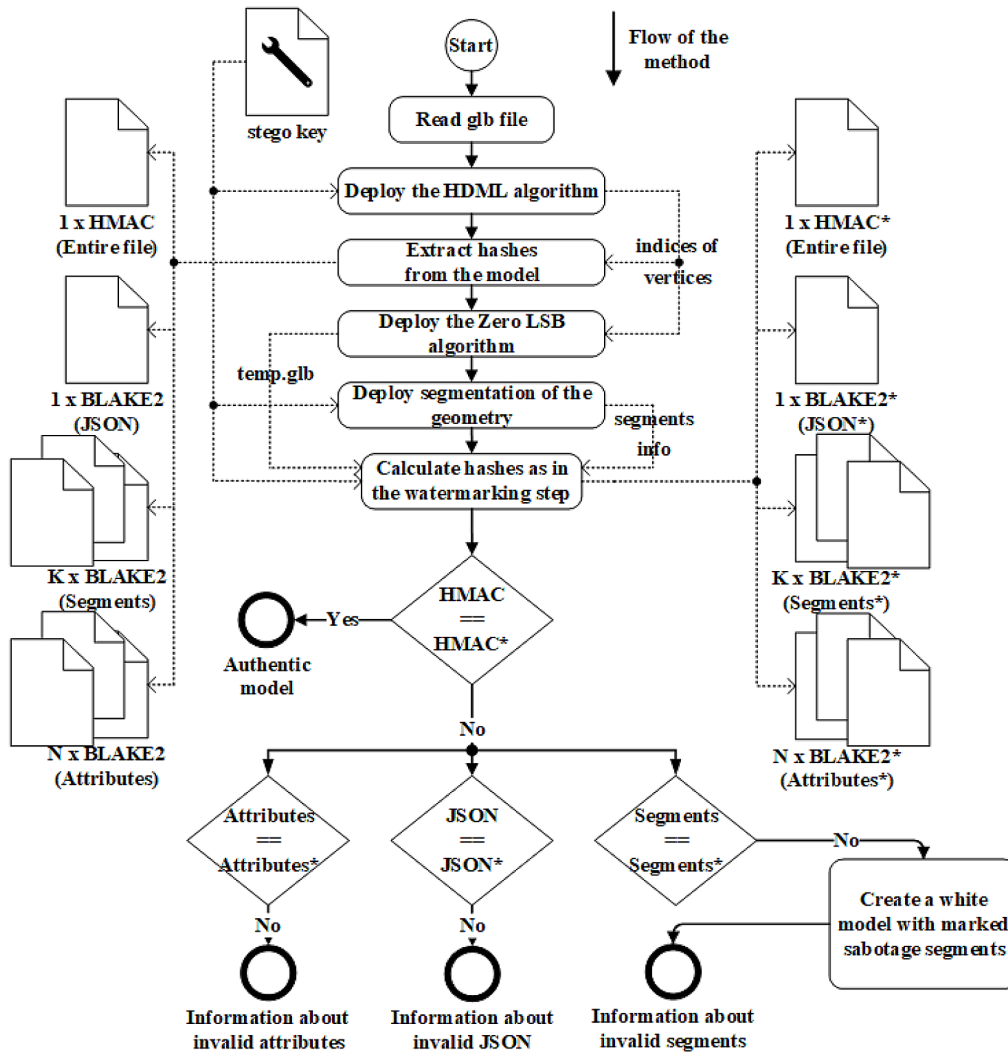 Start
Flow of the
method
stego key
Read glb file
Deploy the HDML algorithm
1 x HMAC
(Entire file)
1 x HMAC*
(Entire file)
Extract hashes
from the model
indices of
vertices
Deploy the Zero LSB
algorithm
temp.glb
1 x BLAKE2
(JSON)
1 x BLAKE2*
(JSON*)
Deploy segmentation of the
geometry
segments
info
Calculate hashes as in
the watermarking step
K x BLAKE2
(Segments)
K x BLAKE2*
(Segments*)
HMAC
==
HMAC*
Yes
Authentic
model
No
N x BLAKE2
(Attributes)
N x BLAKE2*
(Attributes*)
Attributes
==
Attributes*
JSON
==
JSON*
Segments
==
Segments*
No
Create a white
model with marked
sabotage segments
No
No
Information about
invalid attributes
Information about
invalid JSON
Information about
invalid segments